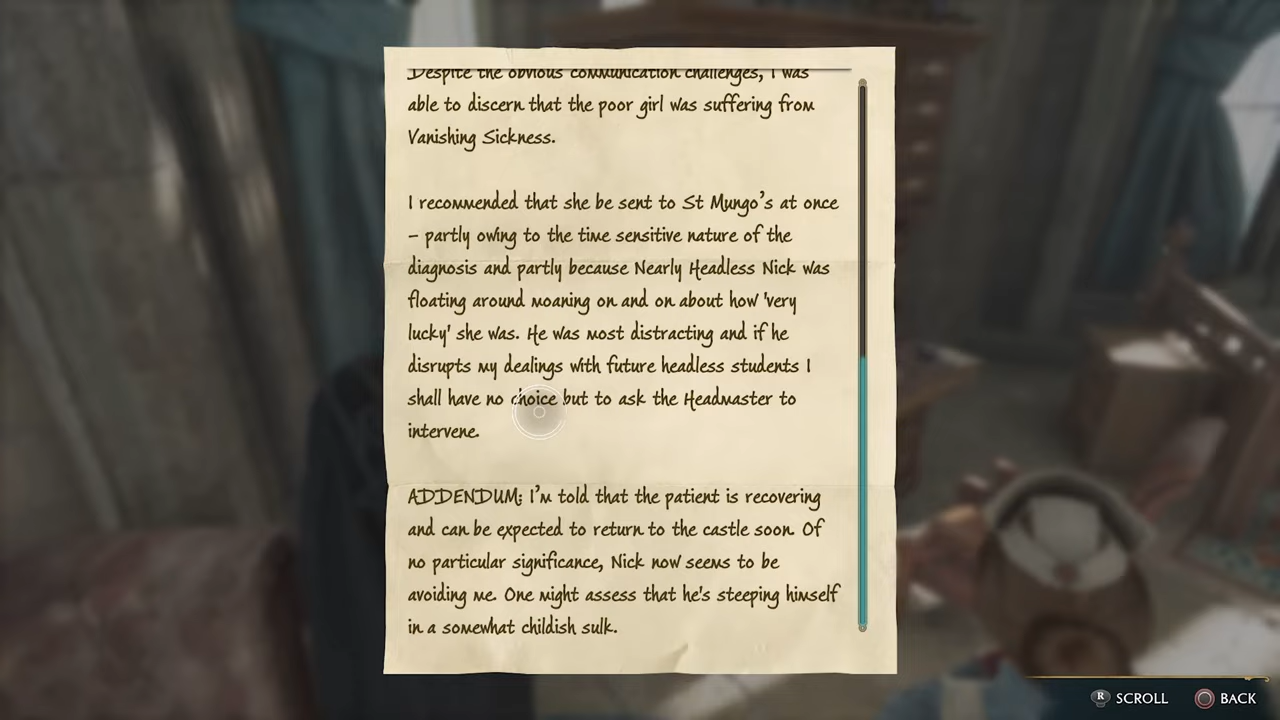 Despite the obvious communication challenges, I was
able to discern that the poor girl was suffering from
Vanishing Sickness.
I recommended that she be sent to St Mungo's at once
– partly owing to the time sensitive nature of the
diagnosis and partly because Nearly Headless Nick was
floating around moaning on and on about how 'very
lucky' she was. He was most distracting and if he
disrupts my dealings with future headless students I
shall have no choice but to ask the Headmaster to
intervene.
ADDENDUM: I'm told that the patient is recovering
and can be expected to return to the castle soon. Of
no particular significance, Nick now seems to be
avoiding me. One might assess that he's steeping himself
in a somewhat childish sulk.
R SCROLL BACK